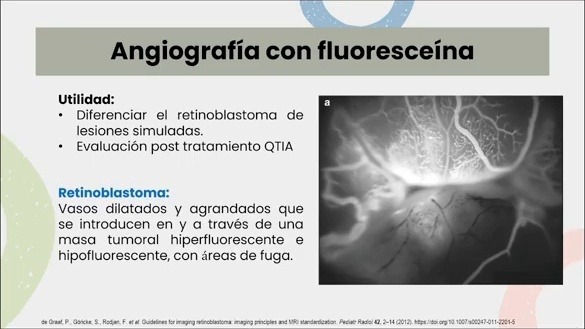 Angiografía con fluoresceína
Utilidad:
• Diferenciar el retinoblastoma de
lesiones simuladas.
• Evaluación post tratamiento QTIA
Retinoblastoma:
Vasos dilatados y agrandados que
se introducen en y a través de una
masa tumoral hiperfluorescente e
hipofluorescente, con áreas de fuga.
a
de Graaf, P., Göricke, S., Rodjan, F. et al. Guidelines for imaging retinoblastoma: imaging principles and MRI standardization. Pediatr Radiol 42, 2–14 (2012). https://doi.org/10.1007/s00247-011-2201-5